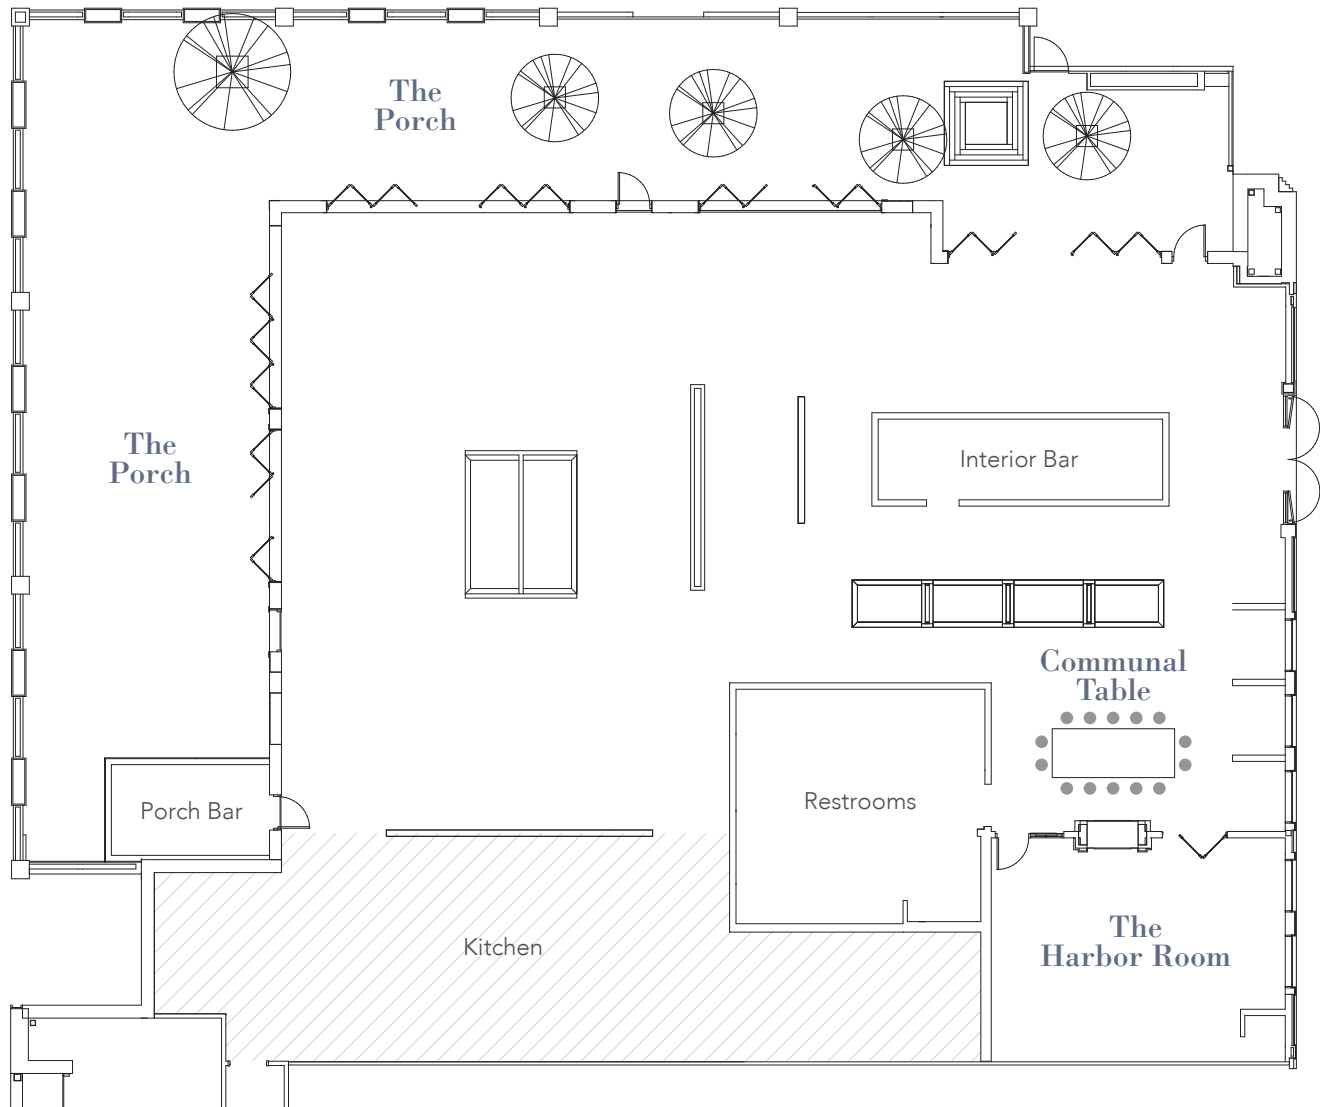 The
Porch
The
Porch
Interior Bar
Communal
Table
Restrooms
Porch Bar
The
Harbor Room
Kitchen